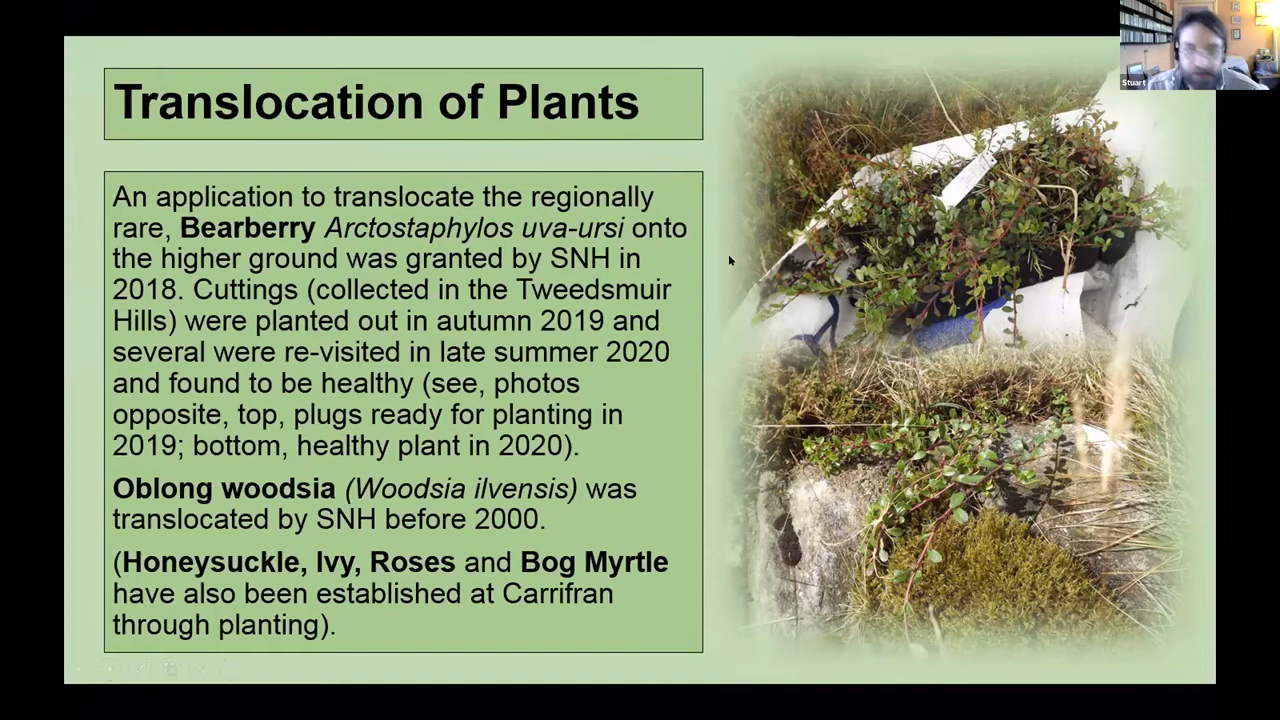 Translocation of Plants
An application to translocate the regionally
rare, Bearberry Arctostaphylos uva-ursi onto
the higher ground was granted by SNH in
2018. Cuttings (collected in the Tweedsmuir
Hills) were planted out in autumn 2019 and
several were re-visited in late summer 2020
and found to be healthy (see, photos
opposite, top, plugs ready for planting in
2019; bottom, healthy plant in 2020).
Oblong woodsia (Woodsia ilvensis) was
translocated by SNH before 2000.
(Honeysuckle, Ivy, Roses and Bog Myrtle
have also been established at Carrifran
through planting).
Stuart